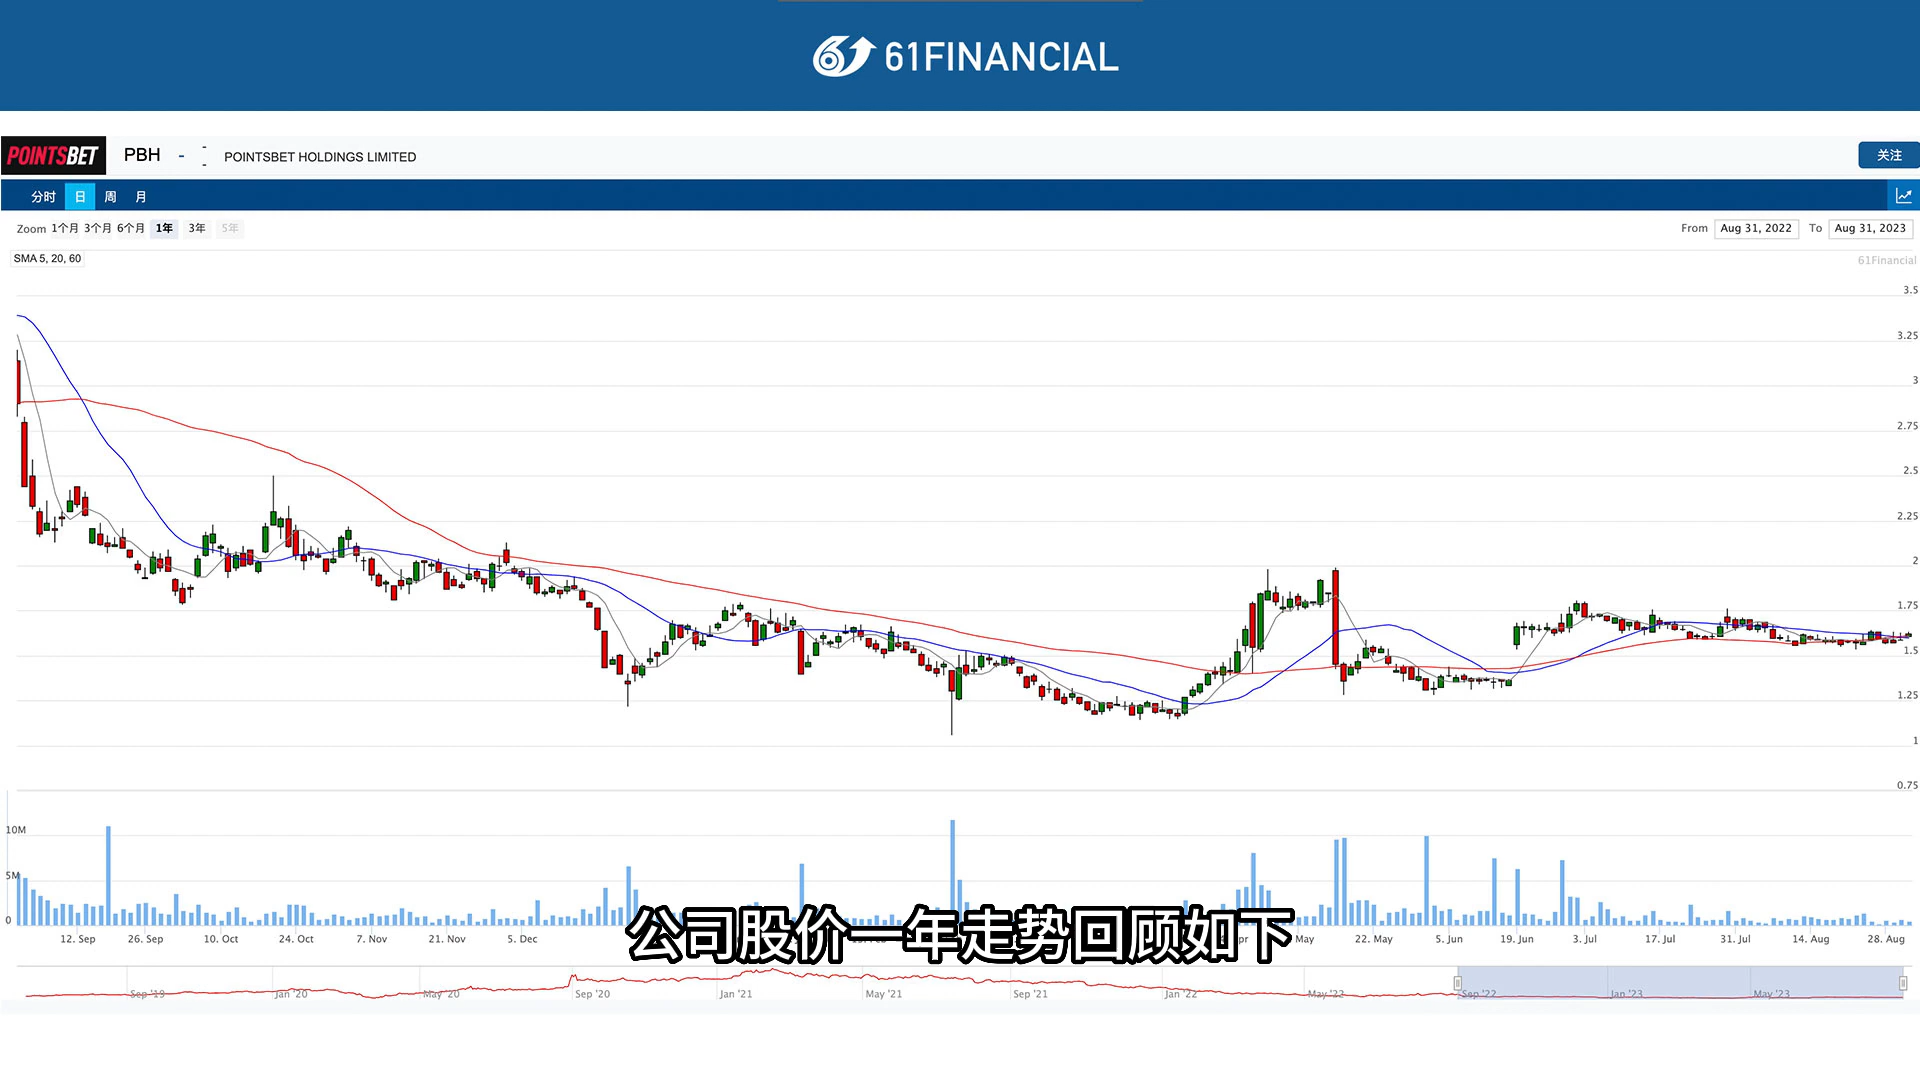 61FINANCIAL
POINTSBET PBH - - - POINTSBET HOLDINGS LIMITED 关注
分时 日 周 月
Zoom 1个月 3个月 6个月 1年 3年 5年 From Aug 31, 2022 To Aug 31, 2023
SMA 5, 20, 60
61Financial
3.5
3.25
3
2.75
2.5
2.25
2
1.75
1.5
1.25
1
0.75
10M
5M
0
12. Sep 26. Sep 10. Oct 24. Oct 7. Nov 21. Nov 5. Dec May 22. May 5. Jun 19. Jun 3. Jul 17. Jul 31. Jul 14. Aug 28. Aug
公司股价一年走势回顾如下
Sep '19 Jan '20 May '20 Sep '20 Jan '21 May '21 Sep '21 Jan '22 May '22 Sep '22 Jan '23 May '23